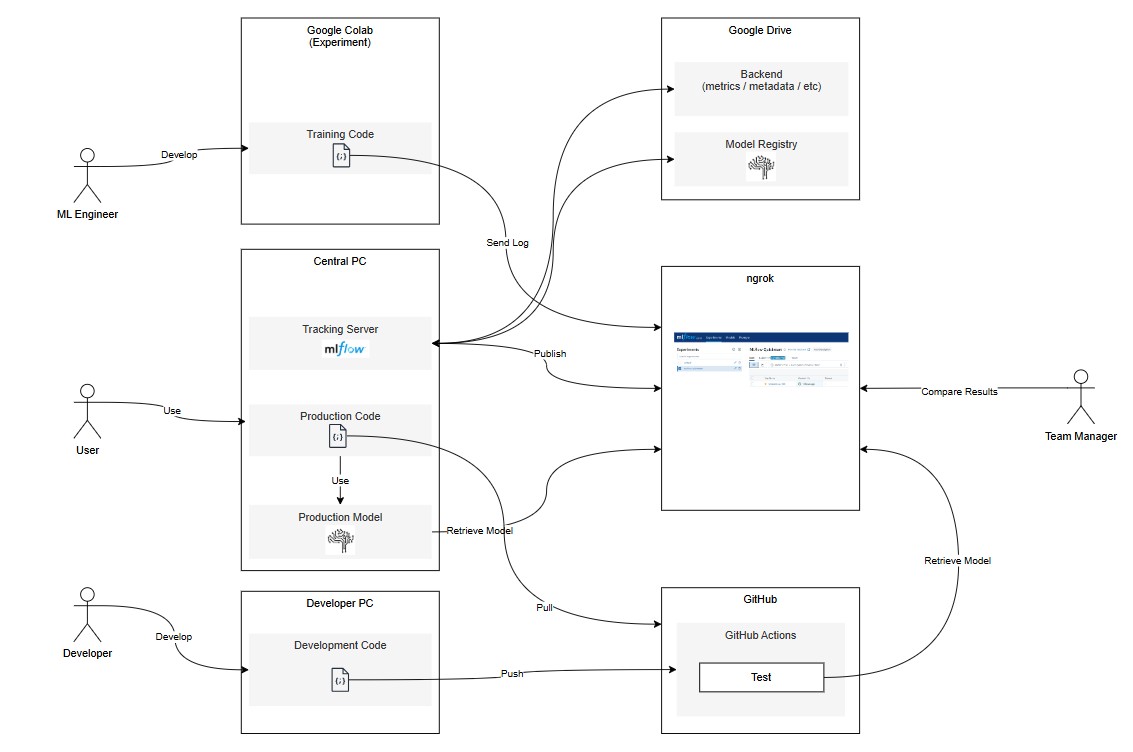 Google Colab
(Experiment)
Training Code
Develop
ML Engineer
Send Log
Google Drive
Backend
(metrics / metadata / etc)
Model Registry
Central PC
Tracking Server
mlflow
Publish
Production Code
Use
User
Use
Production Model
Retrieve Model
ngrok
mlflow
Compare Results
Team Manager
Developer PC
Development Code
Develop
Developer
Pull
Push
GitHub
GitHub Actions
Test
Retrieve Model